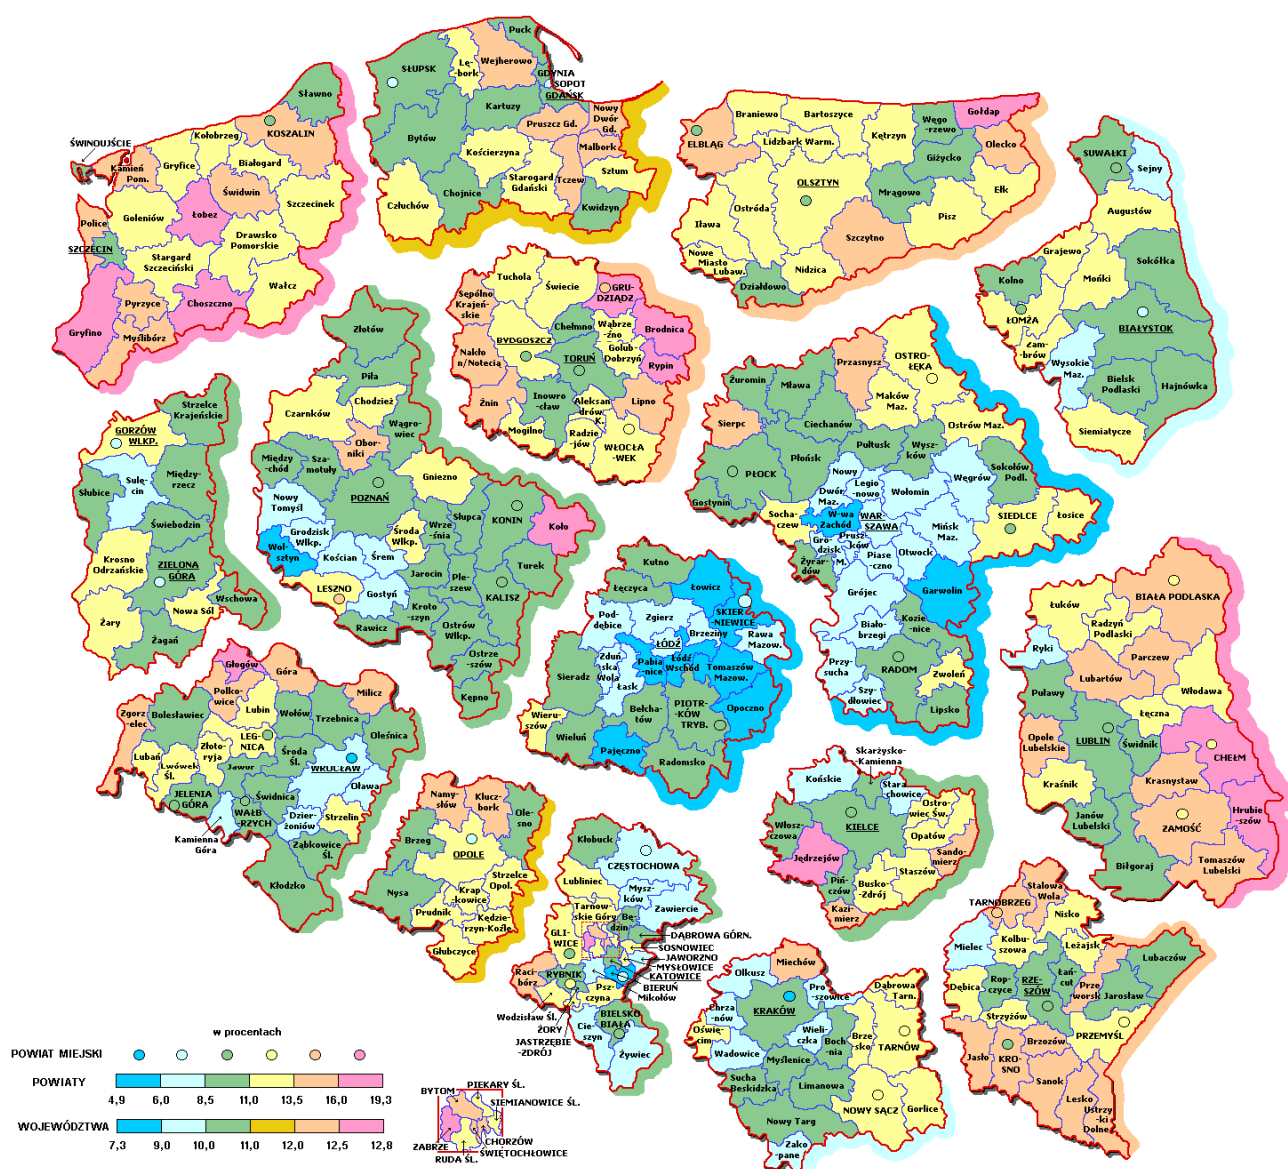 Puck
Sławno
SŁUPSK
Lę-
-bork
Wejherowo
GDYNIA
SOPOT
GDAŃSK
Kartuzy
Bytów
Pruszcz Gd.
Nowy
Dwór
Gd.
Malbork
Kościerzyna
Starogard
Gdański
Tczew
Sztum
Kwidzyn
Chojnice
Człuchów
ŚWINOUJŚCIE
Kamień
Pom.
Kołobrzeg
KOSZALIN
Gryfice
Białogard
Świdwin
Szczecinek
Goleniów
Łobez
Police
SZCZECIN
Drawsko
Pomorskie
Stargard
Szczeciński
Wałcz
Pyrzyce
Choszczno
Gryfino
Myślibórz
Braniewo
Bartoszyce
Węgo
-rzewo
Gołdap
ELBLĄG
Lidzbark Warm.
Kętrzyn
Giżycko
Olecko
OLSZTYN
Mrągowo
Ełk
Ostróda
Iława
Pisz
Szczytno
Nowe
Miasto
Lubaw.
Nidzica
Działdowo
SUWAŁKI
Sejny
Augustów
Grajewo
Mońki
Sokółka
Kolno
ŁOMŻA
BIAŁYSTOK
Zam-
-brów
Wysokie
Maz.
Bielsk
Podlaski
Hajnówka
Siemiatycze
Tuchola
Świecie
Sępólno
Krajeń-
-skie
GRU-
DZIĄDZ
Chełmno
Wąbrze
-źno
Brodnica
BYDGOSZCZ
TORUŃ
Golub-
Dobrzyń
Rypin
Nakło
n/Notecią
Inowro
-cław
Aleksan
drów
K.
Lipno
Żnin
Mogilno
Radzie
-jów
WŁOCŁA
-WEK
Złotów
Piła
Czarnków
Chodzież
Wągro-
-wiec
Obor-
niki
Między
-chód
Sza-
motuły
POZNAŃ
Gniezno
Nowy
Tomyśl
Grodzisk
Wlkp.
Środa
Wlkp.
Wrze
-śnia
Słupca
KONIN
Koło
Wol-
sztyn
Kościan
Śrem
Turek
Jarocin
Ple-
szew
KALISZ
LESZNO
Gostyń
Kroto
-szyn
Rawicz
Ostrów
Wlkp.
Ostrze
-szów
Kępno
Strzelce
Krajeńskie
GORZÓW
WLKP.
Sulę-
cin
Między-
rzecz
Słubice
Świebodzin
Krosno
Odrzańskie
ZIELONA
GÓRA
Nowa Sól
Wschowa
Żary
Żagań
Żuromin
Mława
Przasnysz
OSTRO-
ŁĘKA
Maków
Maz.
Ciechanów
Sierpc
Ostrów Maz.
Pułtusk
Wysz-
ków
Płońsk
PŁOCK
Nowy
Dwór
Maz.
Legio
-nowo
Wołomin
Węgrów
Sokołów
Podl.
Gostynin
Socha-
czew
W-wa
Zachód
WAR-
SZAWA
Mińsk
Maz.
SIEDLCE
Łosice
Gro-
dzisk
M.
Prusz-
ków
Piase
-czno
Otwock
Żyrar-
dów
Grójec
Garwolin
Biało-
brzegi
Kozie
-nice
Przy-
sucha
RADOM
Zwoleń
Szy-
dłowiec
Lipsko
Kutno
Łęczyca
Łowicz
Pod-
dębice
Zgierz
SKIER
-NIEWICE
ŁÓDŹ
Brzeziny
Rawa
Mazow.
Sieradz
Zduń
ska
Wola
Pabia
-nice
Łódź
Wschód
Tomaszów
Mazow.
Łask
Opoczno
Wieru-
szów
Bełcha-
tów
PIOTR-
KÓW
TRYB.
Wieluń
Pajęczno
Radomsko
Łuków
BIAŁA PODLASKA
Radzyń
Podlaski
Ryki
Parczew
Lubartów
Włodawa
Puławy
Łęczna
LUBLIN
Świdnik
CHEŁM
Opole
Lubelskie
Krasnystaw
Kraśnik
ZAMOŚĆ
Hrubie-
szów
Janów
Lubelski
Biłgoraj
Tomaszów
Lubelski
Głogów
Góra
Milicz
Polko-
wice
Lubin
Wołów
Trzebnica
Zgorz
-elec
Bolesławiec
Oleśnica
LEG-
NICA
Środa
Śl.
Lubań
Złoto-
ryja
Jawor
WROCŁAW
Lwówek
Śl.
Oława
JELENIA
GÓRA
Świdnica
WAŁB
-RZYCH
Dzier-
żoniów
Strzelin
Kamienna
Góra
Ząbkowice
Śl.
Kłodzko
Namy-
słów
Klucz-
bork
Ole-
sno
Brzeg
OPOLE
Strzelce
Opol.
Nysa
Krap
-kowice
Prudnik
Kędzie-
rzyn-Koźle
Głubczyce
Kłobuck
CZĘSTOCHOWA
Lubliniec
Mysz-
ków
Zawiercie
Tarnow
-skie Góry
Bę-
dzin
DĄBROWA GÓRN.
SOSNOWIEC
JAWORZNO
MYSŁOWICE
KATOWICE
BIERUŃ
Mikołów
GLI-
WICE
Raci-
bórz
RYBNIK
Psz-
czyna
Wodzisław Śl.
ŻORY
JASTRZĘBIE
-ZDRÓJ
Cie-
szyn
BIELSKO
BIAŁA
Żywiec
Skarżysko-
Kamienna
Końskie
Stara
chowice
Ostro-
wiec Św.
Włosz-
czowa
KIELCE
Opatów
Jędrzejów
Sando-
mierz
Staszów
Piń-
czów
Busko-
-Zdrój
Kazi-
mierz
Stalowa
Wola
TARNOBRZEG
Nisko
Mielec
Kolbu-
szowa
Leżajsk
Lubaczów
Dębica
Rop-
czyce
RZE-
SZÓW
Łań-
cut
Prze-
worsk
Jarosław
Strzyżów
PRZEMYŚL
Jasło
KRO-
SNO
Brzozów
Sanok
Lesko
Ustrzy
-ki
Dolne
Miechów
Olkusz
Pro
-szowice
Dąbrowa
Tarn.
Chrza-
nów
KRAKÓW
Wieli-
czka
Boch
-nia
Brze-
sko
TARNÓW
Oświę-
cim
Wadowice
Myślenice
Sucha
Beskidzka
Limanowa
NOWY SĄCZ
Gorlice
Nowy Targ
Zako
-pane
w procentach
POWIAT MIEJSKI
POWIATY
4,9 6,0 8,5 11,0 13,5 16,0 19,3
WOJEWÓDZTWA
7,3 9,0 10,0 11,0 12,0 12,5 12,8
BYTOM
PIEKARY ŚL.
SIEMIANOWICE ŚL.
CHORZÓW
ŚWIĘTOCHŁOWICE
ZABRZE
RUDA ŚL.